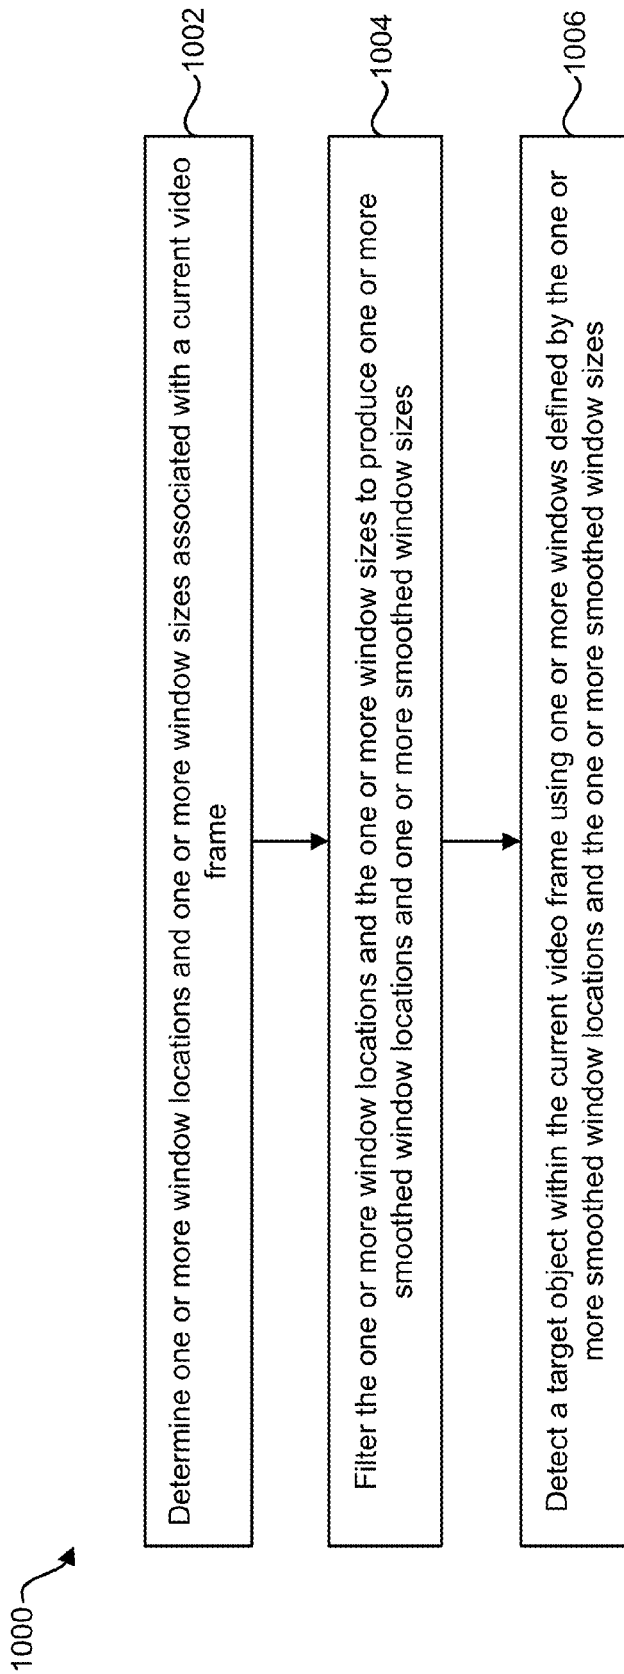 1000
Determine one or more window locations and one or more window sizes associated with a current video
frame
1002
Filter the one or more window locations and the one or more window sizes to produce one or more
smoothed window locations and one or more smoothed window sizes
1004
Detect a target object within the current video frame using one or more windows defined by the one or
more smoothed window locations and the one or more smoothed window sizes
1006